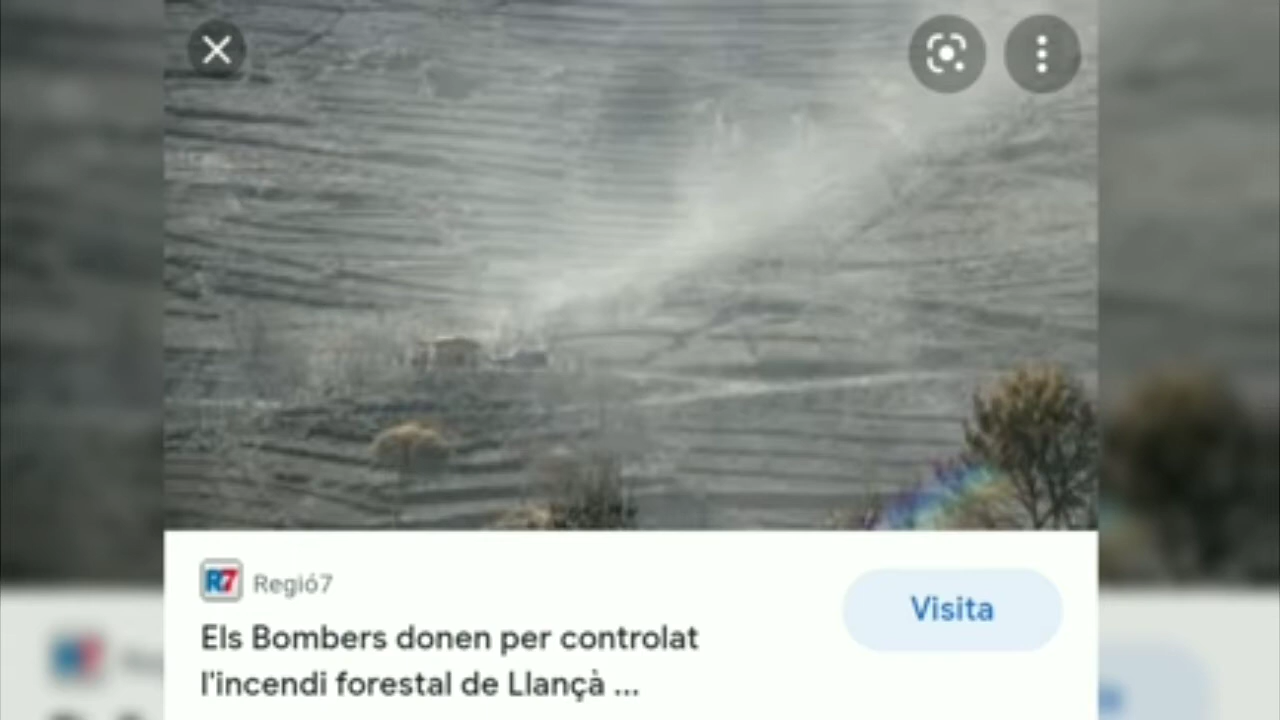 R7 Regió7
Visita
Els Bombers donen per controlat
l'incendi forestal de Llançà ...